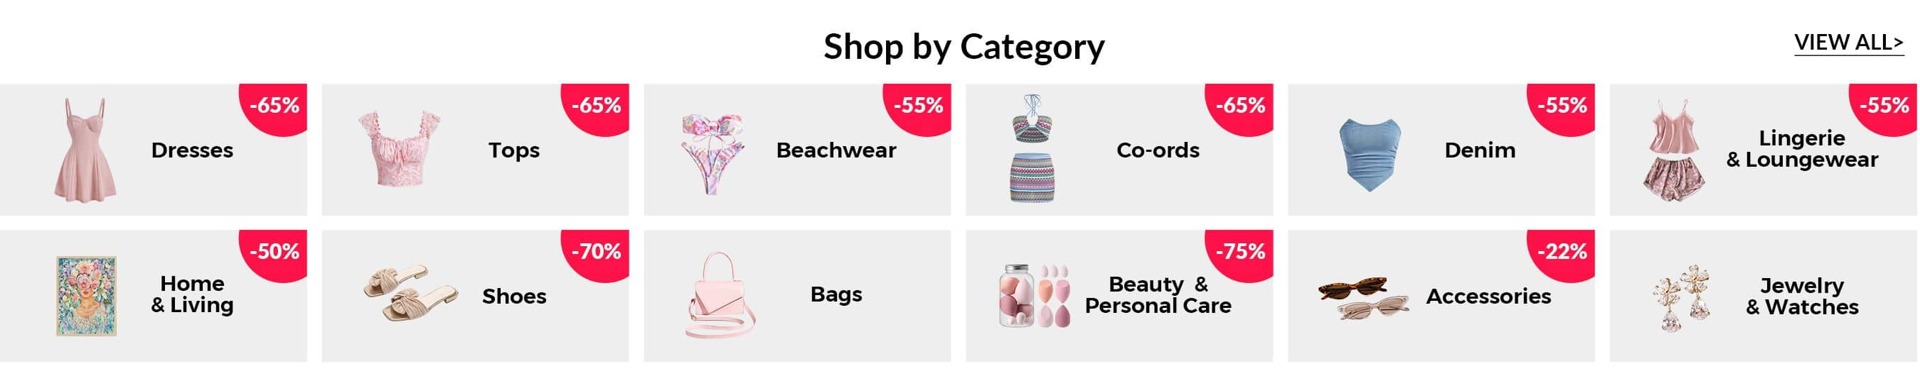 Shop by Category
VIEW ALL>
-65%
Dresses
-65%
Tops
-55%
Beachwear
-65%
Co-ords
-55%
Denim
-55%
Lingerie
& Loungewear
-50%
Home
& Living
-70%
Shoes
Bags
-75%
Beauty &
Personal Care
-22%
Accessories
Jewelry
& Watches